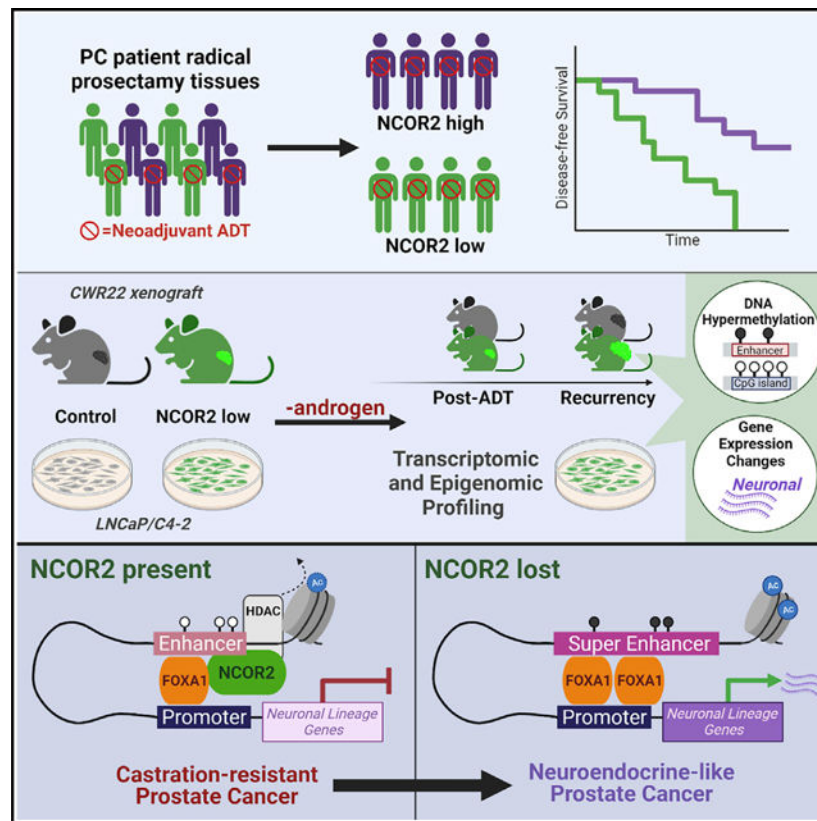 PC patient radical
prosectamy tissues
=Neoadjuvant ADT
NCOR2 high
NCOR2 low
Disease-free Survival
Time
CWR22 xenograft
Control
NCOR2 low
LNCaP/C4-2
-androgen
Post-ADT
Recurrency
Transcriptomic
and Epigenomic
Profiling
DNA
Hypermethylation
Enhancer
CpG island
Gene
Expression
Changes
Neuronal
NCOR2 present
HDAC
AC
Enhancer
FOXA1
NCOR2
Promoter
Neuronal Lineage
Genes
Castration-resistant
Prostate Cancer
NCOR2 lost
AC
AC
Super Enhancer
FOXA1
FOXA1
Promoter
Neuronal Lineage
Genes
Neuroendocrine-like
Prostate Cancer